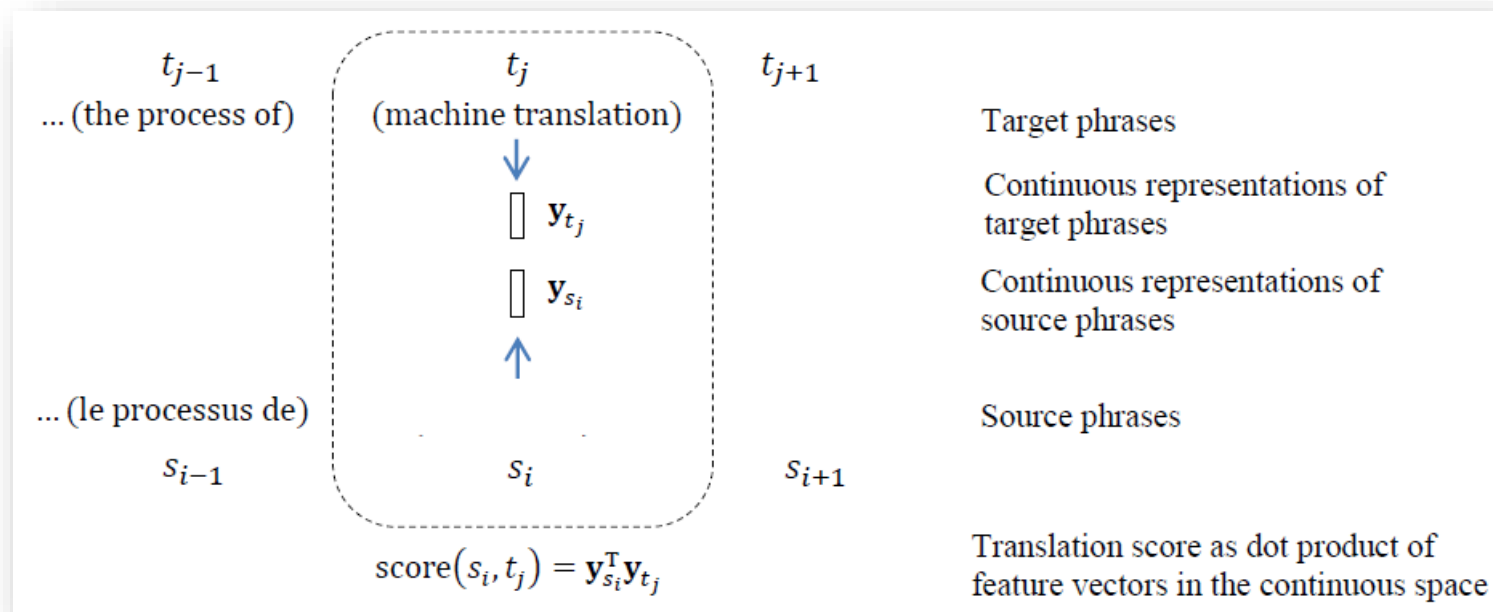 t_{j-1} t_j t_{j+1}
... (the process of) (machine translation) Target phrases
Continuous representations of
target phrases
y_{t_j}
y_{s_i}
Continuous representations of
source phrases
... (le processus de) Source phrases
s_{i-1} s_i s_{i+1}
score(s_i, t_j) = y_{s_i}^T y_{t_j}
Translation score as dot product of
feature vectors in the continuous space